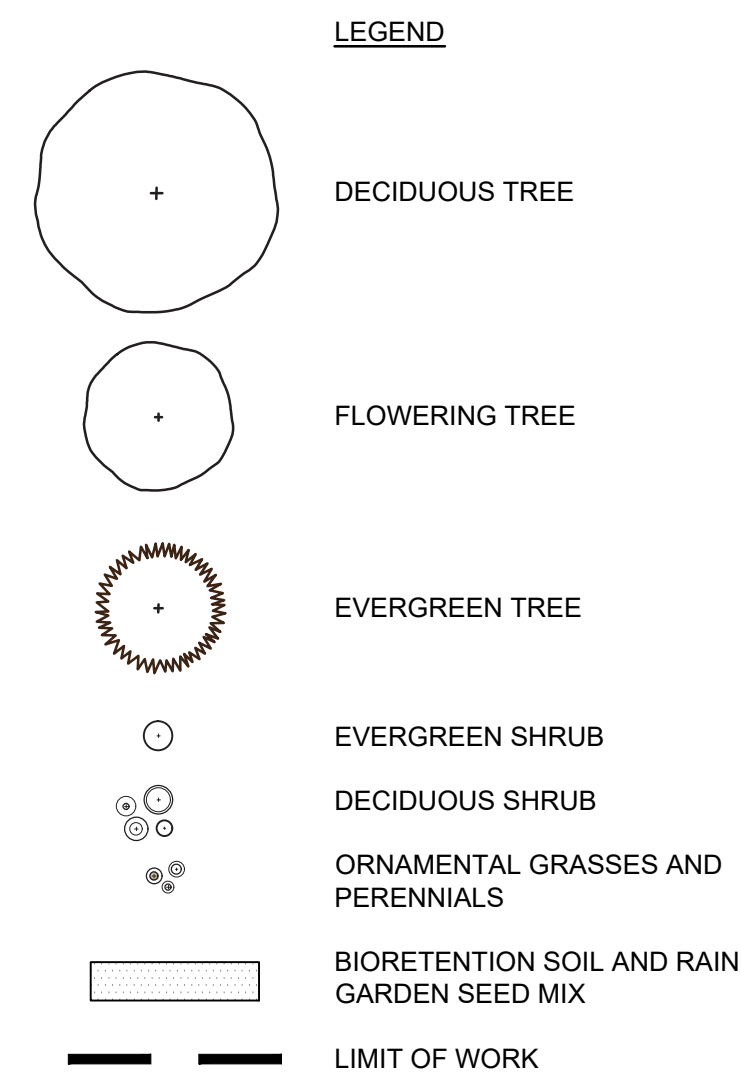 LEGEND
DECIDUOUS TREE
FLOWERING TREE
EVERGREEN TREE
EVERGREEN SHRUB
DECIDUOUS SHRUB
ORNAMENTAL GRASSES AND
PERENNIALS
BIORETENTION SOIL AND RAIN
GARDEN SEED MIX
LIMIT OF WORK